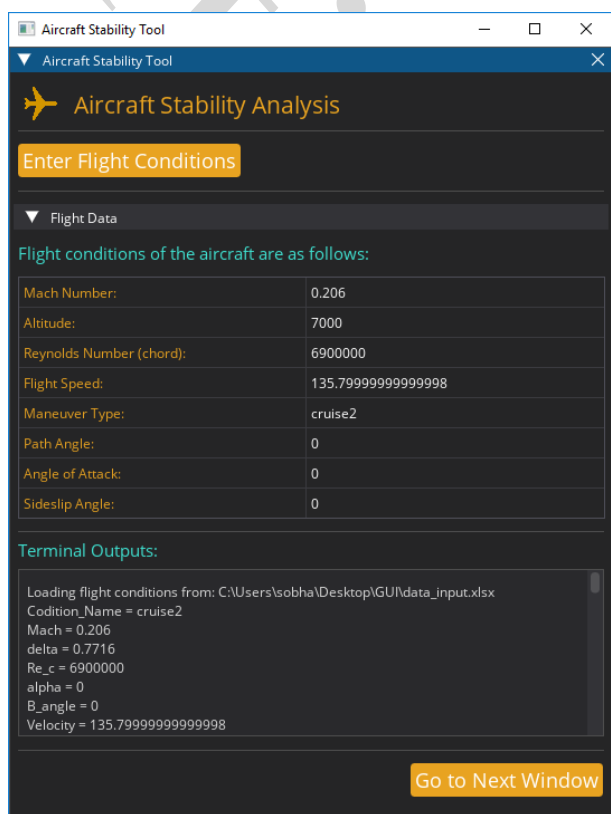 Aircraft Stability Tool
Aircraft Stability Tool
Aircraft Stability Analysis
Enter Flight Conditions
Flight Data
Flight conditions of the aircraft are as follows:
Mach Number: 0.206
Altitude: 7000
Reynolds Number (chord): 6900000
Flight Speed: 135.79999999999998
Maneuver Type: cruise2
Path Angle: 0
Angle of Attack: 0
Sideslip Angle: 0
Terminal Outputs:
Loading flight conditions from: C:\Users\sobha\Desktop\GUI\data_input.xlsx
Codition_Name = cruise2
Mach = 0.206
delta = 0.7716
Re_c = 6900000
alpha = 0
B_angle = 0
Velocity = 135.79999999999998
Go to Next Window